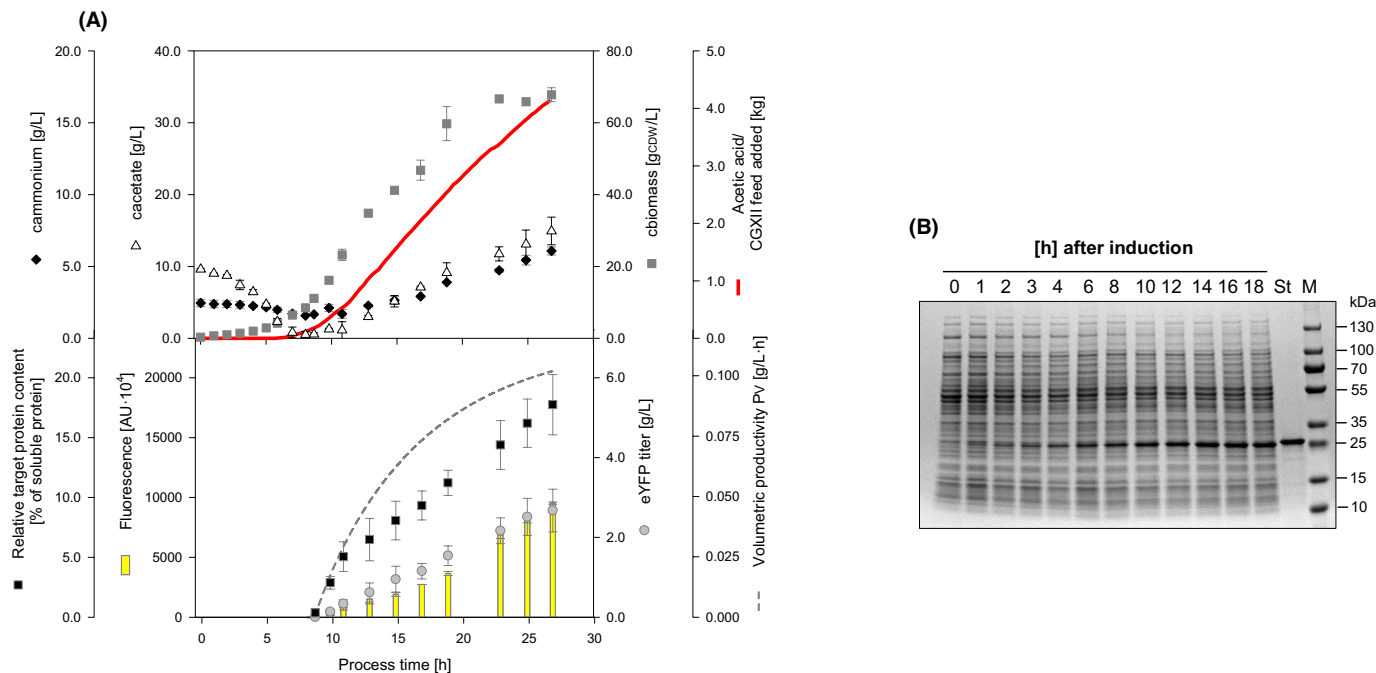 (A)
20.0
15.0
10.0
5.0
0.0
cammonium [g/L]
40.0
30.0
20.0
10.0
0.0
cacetate [g/L]
80.0
60.0
40.0
20.0
0.0
cbiomass [gCDW/L]
5.0
4.0
3.0
2.0
1.0
0.0
Acetic acid/
CGXII feed added [kg]
20.0
15.0
10.0
5.0
0.0
Relative target protein content
[% of soluble protein]
20000
15000
10000
5000
0
Fluorescence [AU·10⁴]
6.0
4.0
2.0
0.0
eYFP titer [g/L]
0.100
0.075
0.050
0.025
0.000
Volumetric productivity PV [g/L·h]
0 5 10 15 20 25 30
Process time [h]
(B)
[h] after induction
0 1 2 3 4 6 8 10 12 14 16 18 St M
kDa
130
100
70
55
35
25
15
10